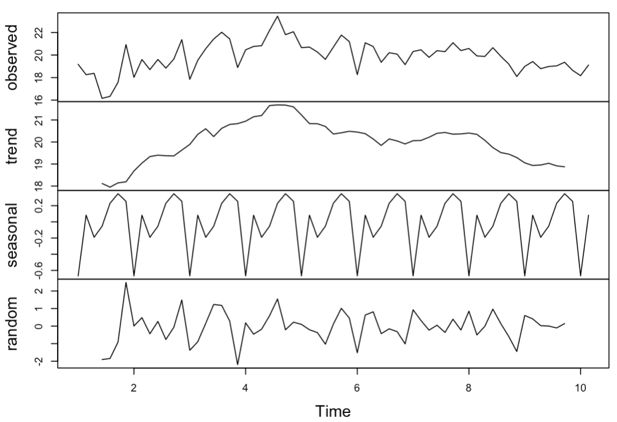 observed
16 18 20 22
trend
18 19 20 21
seasonal
-0.6 -0.2 0.2
random
-2 0 1 2
2 4 6 8 10
Time